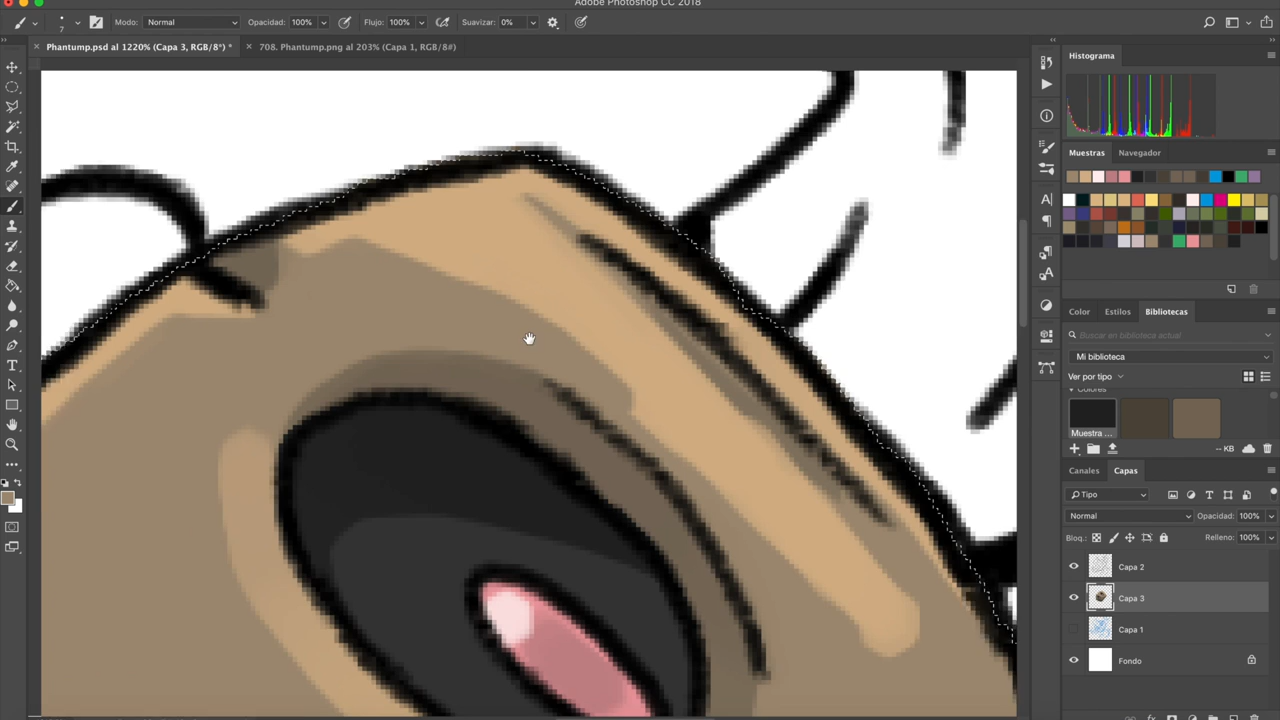 Adobe Photoshop CC 2018
7
Modo: Normal Opacidad: 100% Flujo: 100% Suavizar: 0%
× Phantump.psd al 1220% (Capa 3, RGB/8*) * × 708. Phantump.png al 203% (Capa 1, RGB/8#)
Histograma
Muestras Navegador
Color Estilos Bibliotecas
Buscar en biblioteca actual
Mi biblioteca
Ver por tipo
Colores
Muestra ...
-- KB
Canales Capas
Tipo
Normal Opacidad: 100%
Bloq.: Relleno: 100%
Capa 2
Capa 3
Capa 1
Fondo